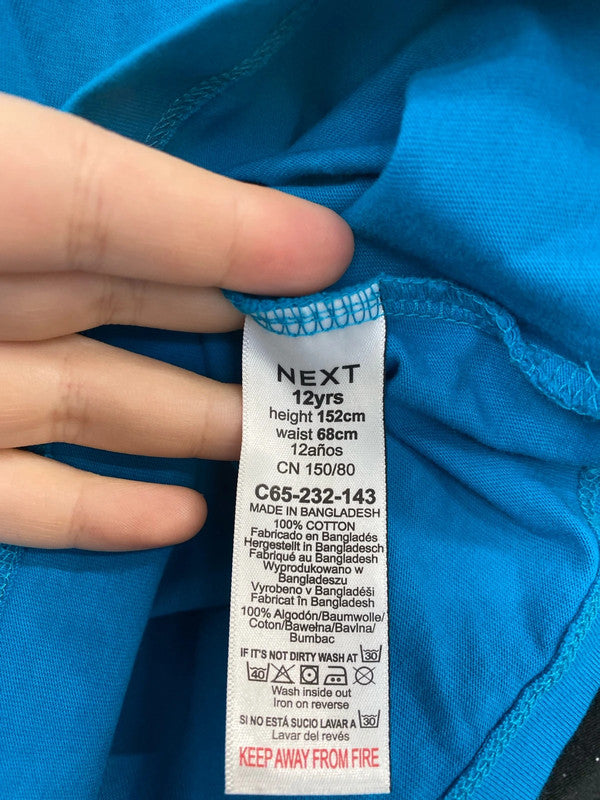 NEXT
12yrs
height 152cm
waist 68cm
12años
CN 150/80
C65-232-143
MADE IN BANGLADESH
100% COTTON
Fabricado en Bangladés
Hergestellt in Bangladesch
Fabriqué au Bangladesh
Wyprodukowano w
Bangladeszu
Vyrobeno v Bangladéši
Fabricat în Bangladesh
100% Algodón/Baumwolle/
Coton/Bawełna/Bavlna/
Bumbac
IF IT'S NOT DIRTY WASH AT 30
40
Wash inside out
Iron on reverse
SI NO ESTÁ SUCIO LAVAR A 30
Lavar del revés
KEEP AWAY FROM FIRE